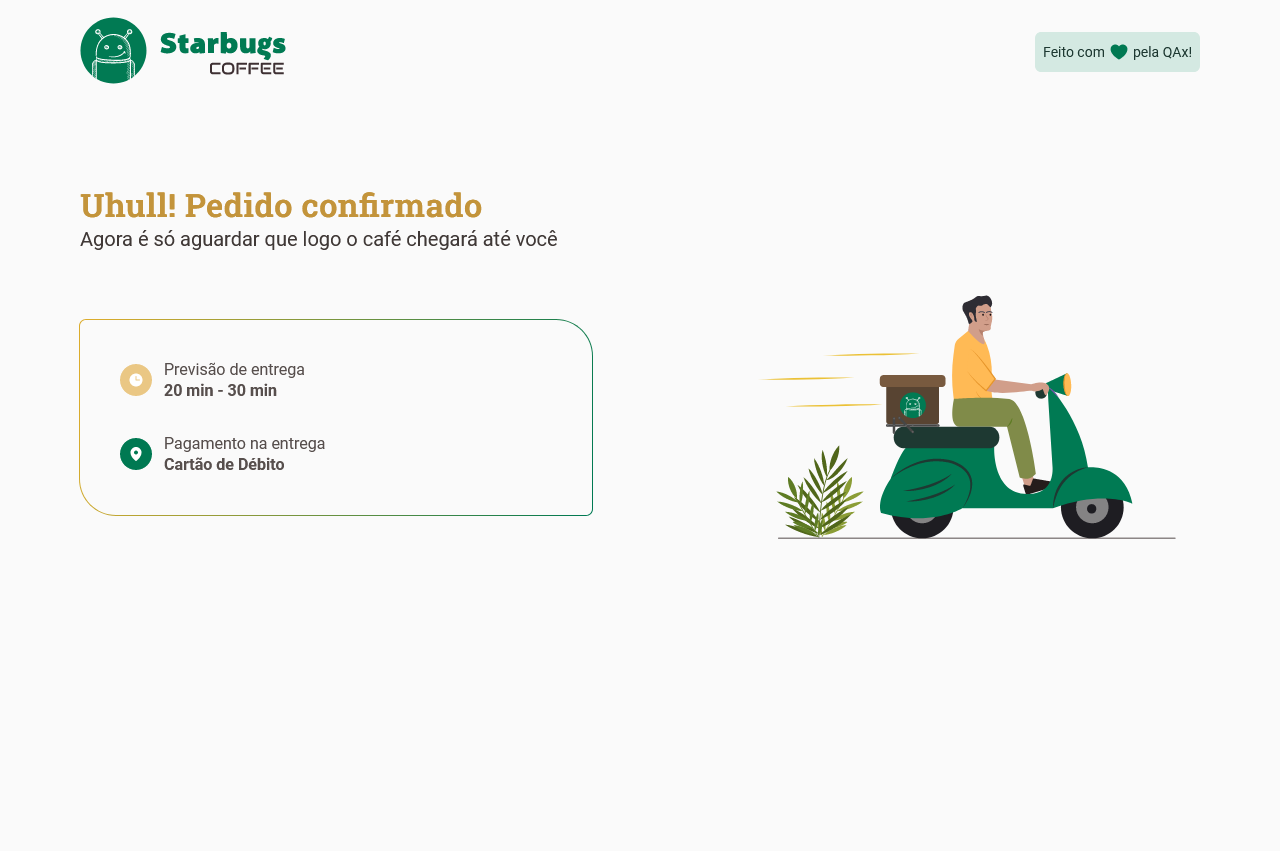 Starbugs
COFFEE
Feito com pela QAx!
Uhull! Pedido confirmado
Agora é só aguardar que logo o café chegará até você
Previsão de entrega
20 min - 30 min
Pagamento na entrega
Cartão de Débito